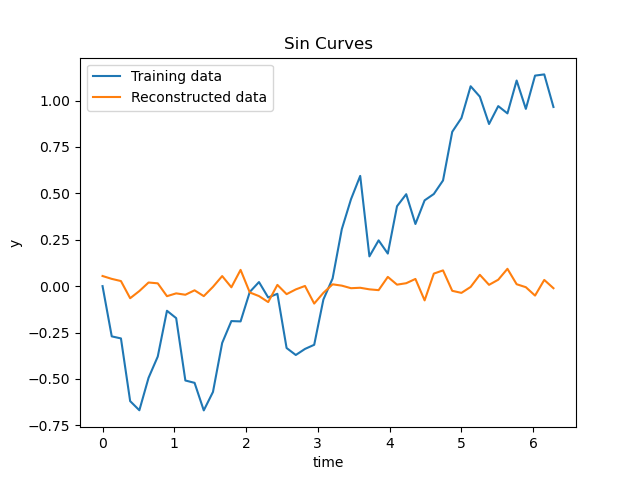 Sin Curves
Training data
Reconstructed data
1.00
0.75
0.50
0.25
0.00
−0.25
−0.50
−0.75
y
0 1 2 3 4 5 6
time